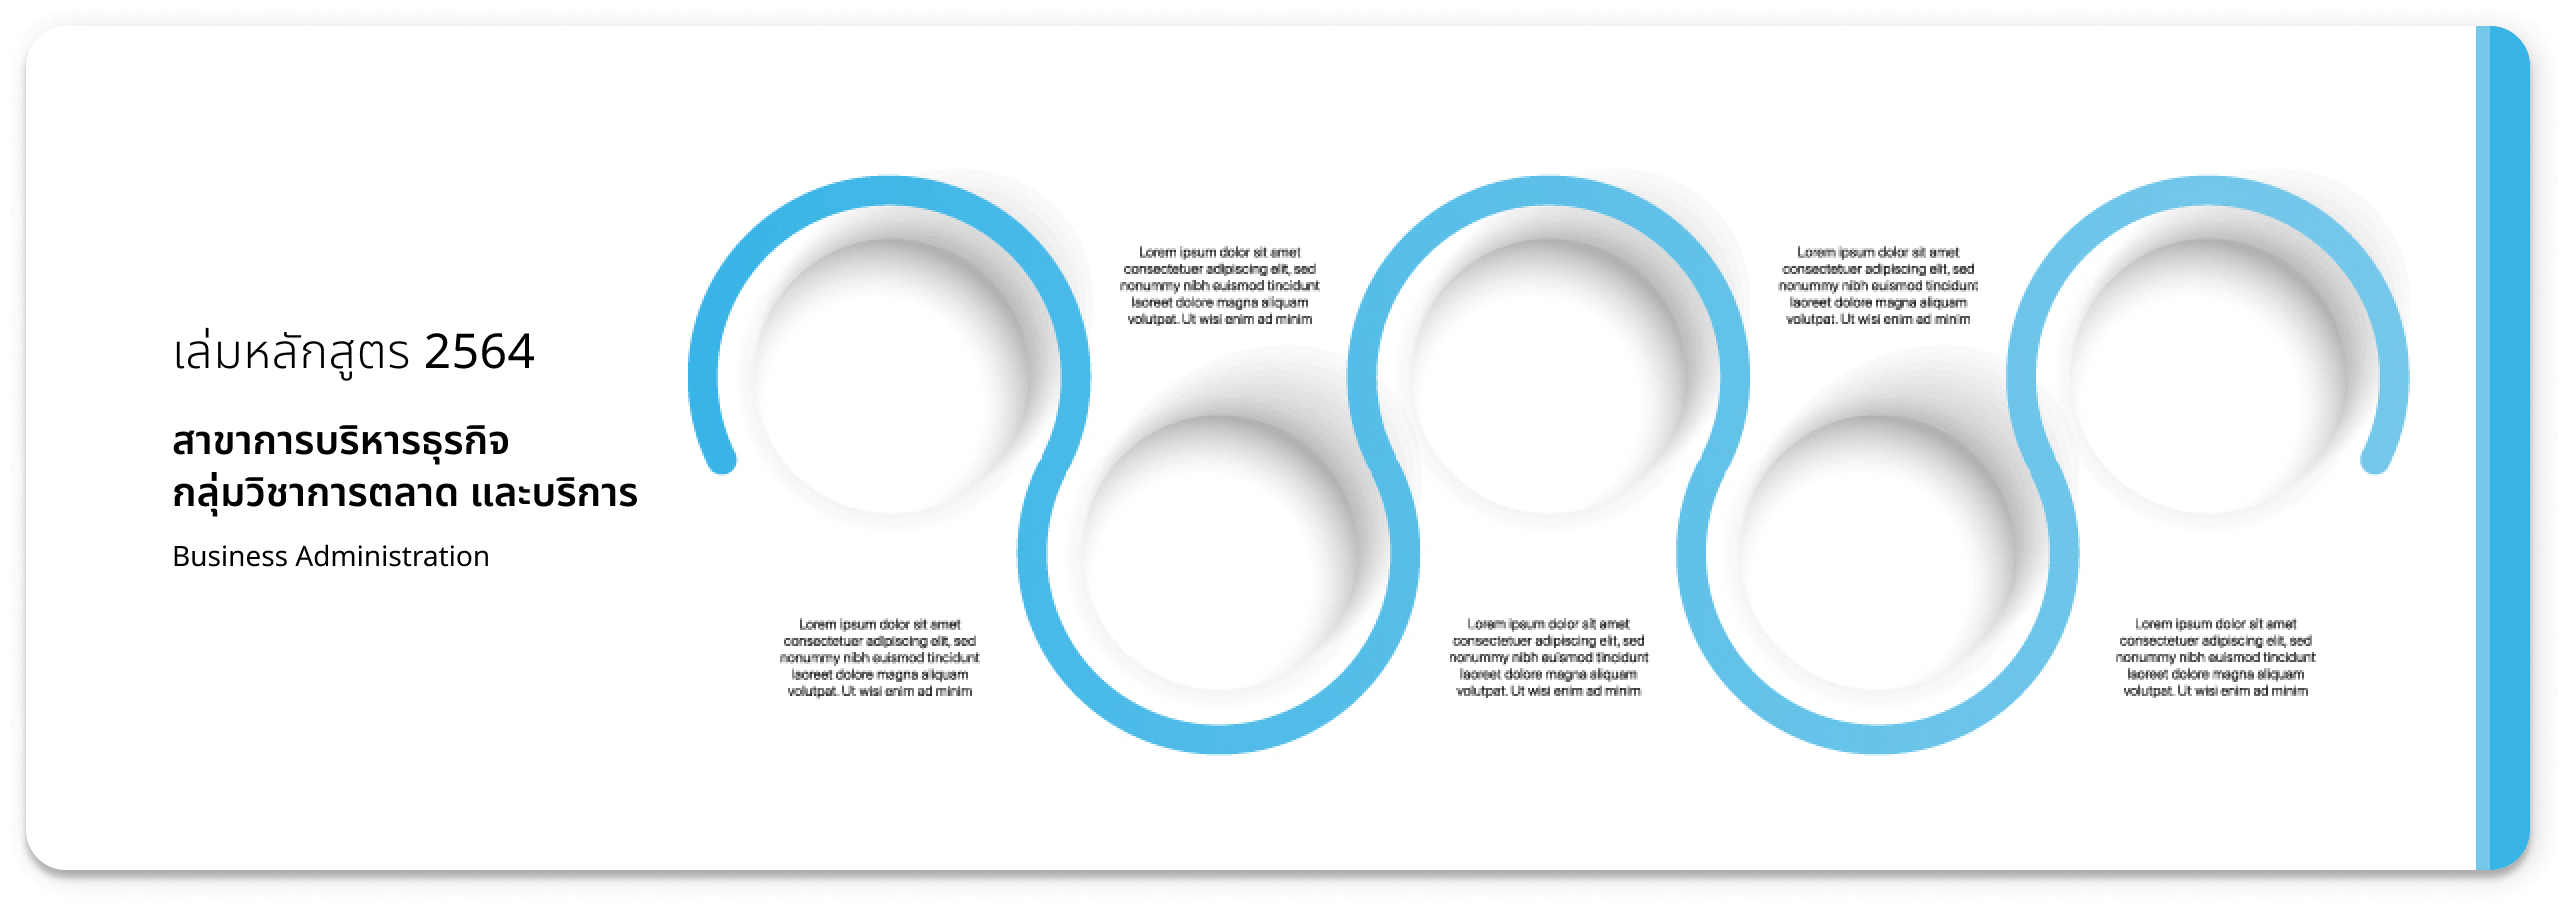 เล่มหลักสูตร 2564
สาขาการบริหารธุรกิจ
กลุ่มวิชาการตลาด และบริการ
Business Administration
Lorem ipsum dolor sit amet
consectetuer adipiscing elit, sed
nonummy nibh euismod tincidunt
laoreet dolore magna aliquam
volutpat. Ut wisi enim ad minim
Lorem ipsum dolor sit amet
consectetuer adipiscing elit, sed
nonummy nibh euismod tincidunt
laoreet dolore magna aliquam
volutpat. Ut wisi enim ad minim
Lorem ipsum dolor sit amet
consectetuer adipiscing elit, sed
nonummy nibh euismod tincidunt
laoreet dolore magna aliquam
volutpat. Ut wisi enim ad minim
Lorem ipsum dolor sit amet
consectetuer adipiscing elit, sed
nonummy nibh euismod tincidunt
laoreet dolore magna aliquam
volutpat. Ut wisi enim ad minim
Lorem ipsum dolor sit amet
consectetuer adipiscing elit, sed
nonummy nibh euismod tincidunt
laoreet dolore magna aliquam
volutpat. Ut wisi enim ad minim